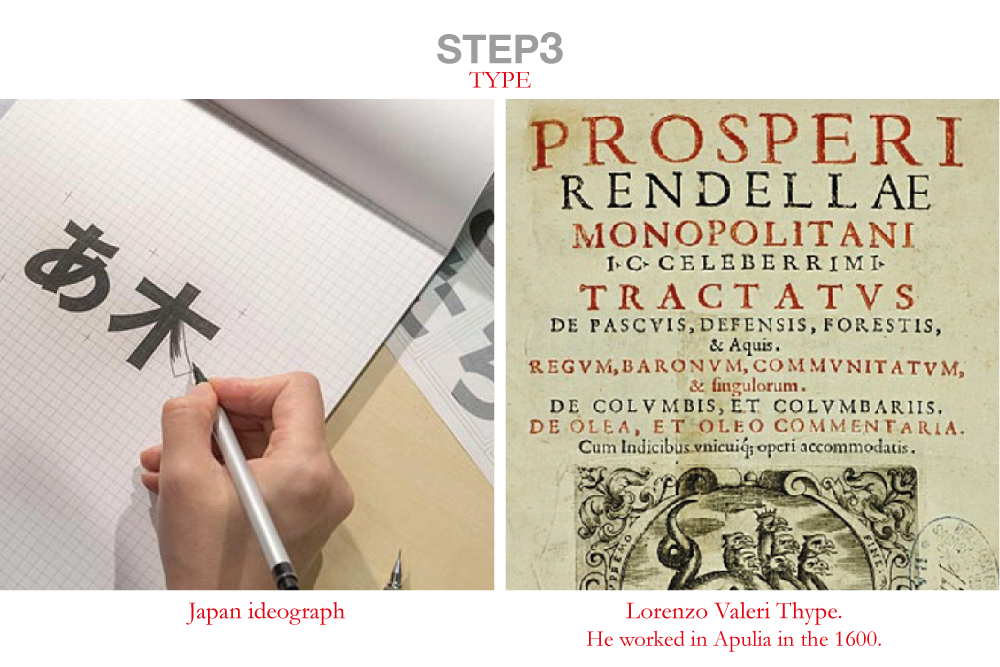 STEP3
TYPE
あ木
PROSPERI
RENDELLAE
MONOPOLITANI
I· C· CELEBERRIMI·
TRACTATVS
DE PASCVIS, DEFENSIS, FORESTIS,
& Aquis.
REGVM, BARONVM, COMMVNITATVM,
& singulorum.
DE COLVMBIS, ET COLVMBARIIS.
DE OLEA, ET OLEO COMMENTARIA.
Cum Indicibus vnicuiq; operi accommodatis.
Japan ideograph
Lorenzo Valeri Thype.
He worked in Apulia in the 1600.